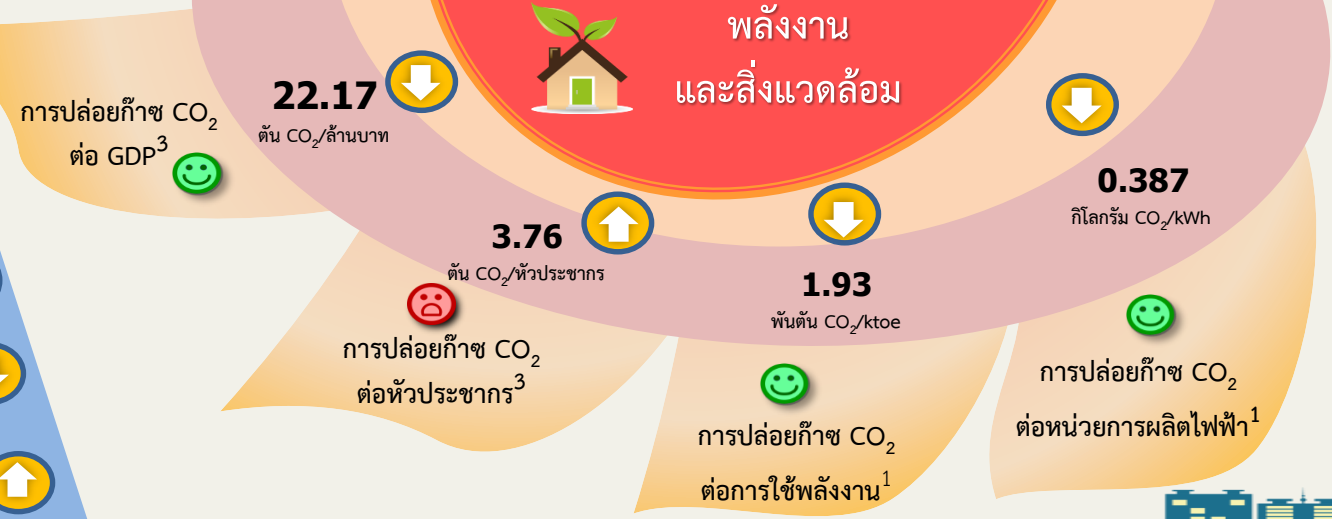 พลังงาน
และสิ่งแวดล้อม
22.17
ตัน CO₂/ล้านบาท
การปล่อยก๊าซ CO₂
ต่อ GDP³
3.76
ตัน CO₂/หัวประชากร
การปล่อยก๊าซ CO₂
ต่อหัวประชากร³
1.93
พันตัน CO₂/ktoe
การปล่อยก๊าซ CO₂
ต่อการใช้พลังงาน¹
0.387
กิโลกรัม CO₂/kWh
การปล่อยก๊าซ CO₂
ต่อหน่วยการผลิตไฟฟ้า¹